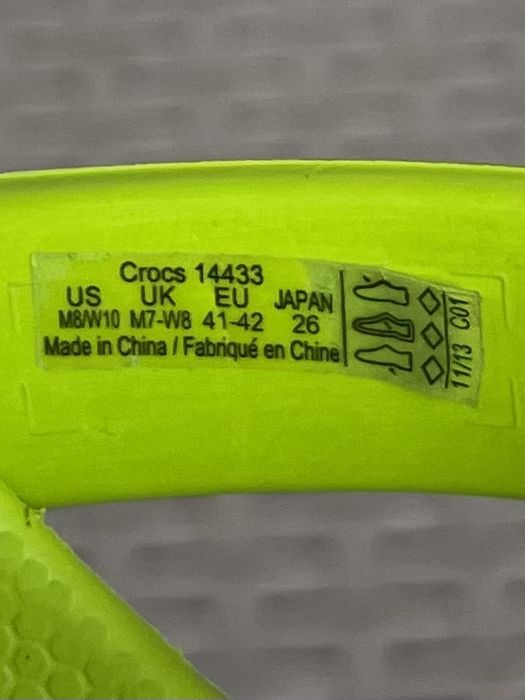 Crocs 14433
US UK EU JAPAN
M8/W10 M7-W8 41-42 26
Made in China / Fabriqué en Chine
11/13 C01